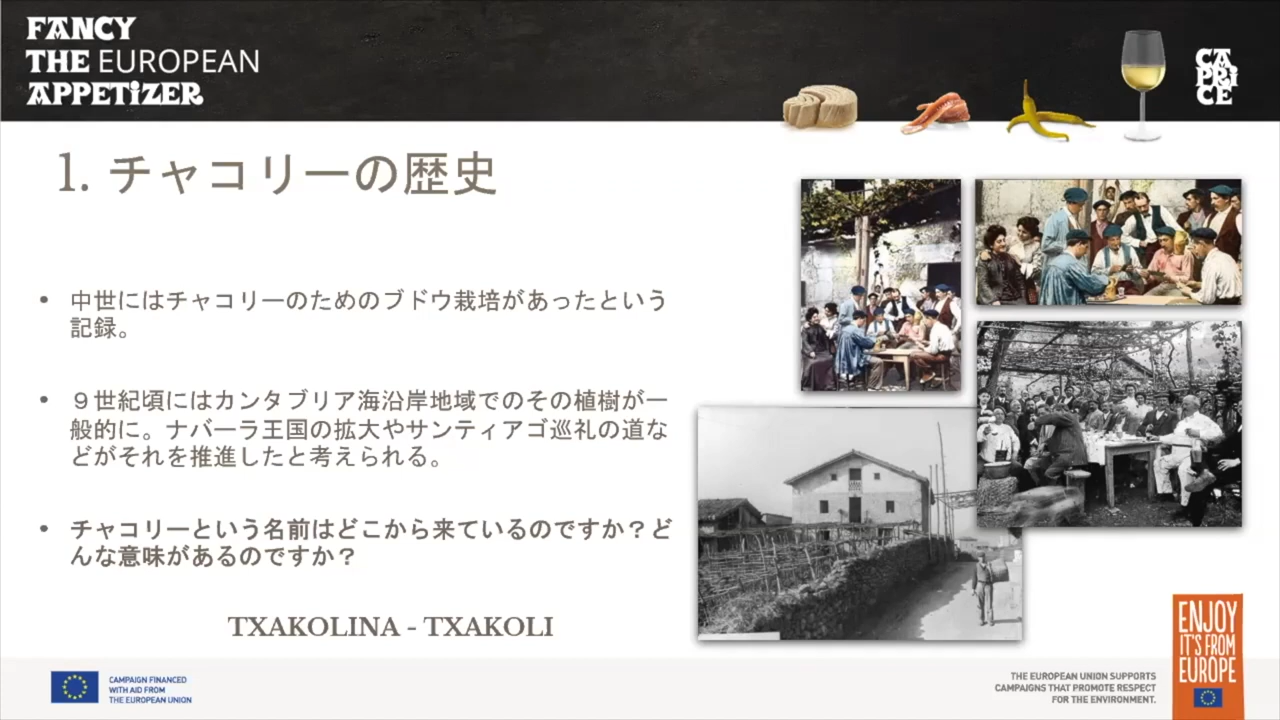 FANCY
THE EUROPEAN
APPETiZER
CA
PRi
CE
1. チャコリーの歴史
• 中世にはチャコリーのためのブドウ栽培があったという
記録。
• ９世紀頃にはカンタブリア海沿岸地域でのその植樹が一
般的に。ナバーラ王国の拡大やサンティアゴ巡礼の道な
どがそれを推進したと考えられる。
• チャコリーという名前はどこから来ているのですか？ど
んな意味があるのですか？
TXAKOLINA - TXAKOLI
CAMPAIGN FINANCED
WITH AID FROM
THE EUROPEAN UNION
THE EUROPEAN UNION SUPPORTS
CAMPAIGNS THAT PROMOTE RESPECT
FOR THE ENVIRONMENT.
ENJOY
IT'S FROM
EUROPE